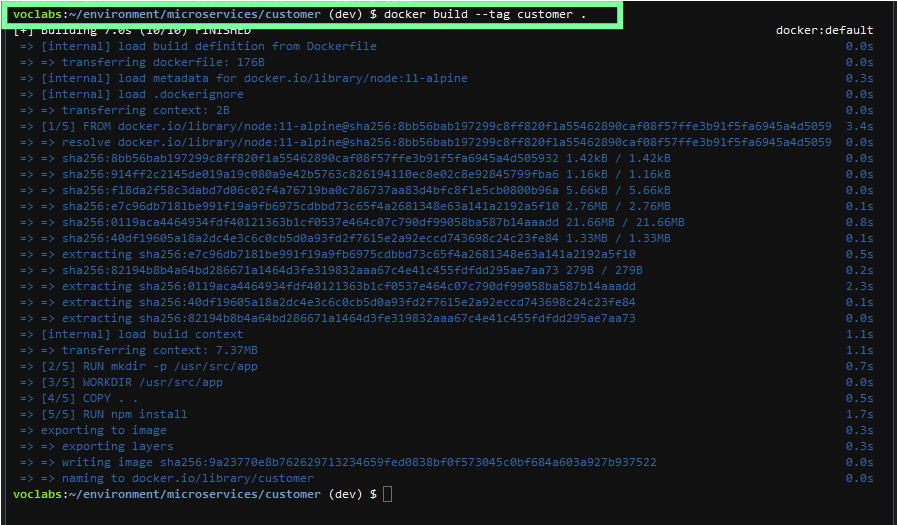 voclabs:~/environment/microservices/customer (dev) $ docker build --tag customer .
[+] Building 7.0s (10/10) FINISHED docker:default
=> [internal] load build definition from Dockerfile 0.0s
=> => transferring dockerfile: 176B 0.0s
=> [internal] load metadata for docker.io/library/node:11-alpine 0.3s
=> [internal] load .dockerignore 0.0s
=> => transferring context: 2B 0.0s
=> [1/5] FROM docker.io/library/node:11-alpine@sha256:8bb56bab197299c8ff820f1a55462890caf08f57ffe3b91f5fa6945a4d5059 3.4s
=> => resolve docker.io/library/node:11-alpine@sha256:8bb56bab197299c8ff820f1a55462890caf08f57ffe3b91f5fa6945a4d5059 0.0s
=> => sha256:8bb56bab197299c8ff820f1a55462890caf08f57ffe3b91f5fa6945a4d505932 1.42kB / 1.42kB 0.0s
=> => sha256:914ff2c2145de019a19c080a9e42b5763c826194110ec8e02c8e92845799fba6 1.16kB / 1.16kB 0.0s
=> => sha256:f18da2f58c3dabd7d06c02f4a76719ba0c786737aa83d4bfc8f1e5cb0800b96a 5.66kB / 5.66kB 0.0s
=> => sha256:e7c96db7181be991f19a9fb6975cdbbd73c65f4a2681348e63a141a2192a5f10 2.76MB / 2.76MB 0.1s
=> => sha256:0119aca4464934fdf40121363b1cf0537e464c07c790df99058ba587b14aaadd 21.66MB / 21.66MB 0.8s
=> => sha256:40df19605a18a2dc4e3c6c0cb5d0a93fd2f7615e2a92eccd743698c24c23fe84 1.33MB / 1.33MB 0.1s
=> => extracting sha256:e7c96db7181be991f19a9fb6975cdbbd73c65f4a2681348e63a141a2192a5f10 0.5s
=> => sha256:82194b8b4a64bd286671a1464d3fe319832aaa67c4e41c455fdfdd295ae7aa73 279B / 279B 0.2s
=> => extracting sha256:0119aca4464934fdf40121363b1cf0537e464c07c790df99058ba587b14aaadd 2.3s
=> => extracting sha256:40df19605a18a2dc4e3c6c0cb5d0a93fd2f7615e2a92eccd743698c24c23fe84 0.1s
=> => extracting sha256:82194b8b4a64bd286671a1464d3fe319832aaa67c4e41c455fdfdd295ae7aa73 0.0s
=> [internal] load build context 1.1s
=> => transferring context: 7.37MB 1.1s
=> [2/5] RUN mkdir -p /usr/src/app 0.7s
=> [3/5] WORKDIR /usr/src/app 0.0s
=> [4/5] COPY . . 0.5s
=> [5/5] RUN npm install 1.7s
=> exporting to image 0.3s
=> => exporting layers 0.3s
=> => writing image sha256:9a23770e8b762629713234659fed0838bf0f573045c0bf684a603a927b937522 0.0s
=> => naming to docker.io/library/customer 0.0s
voclabs:~/environment/microservices/customer (dev) $